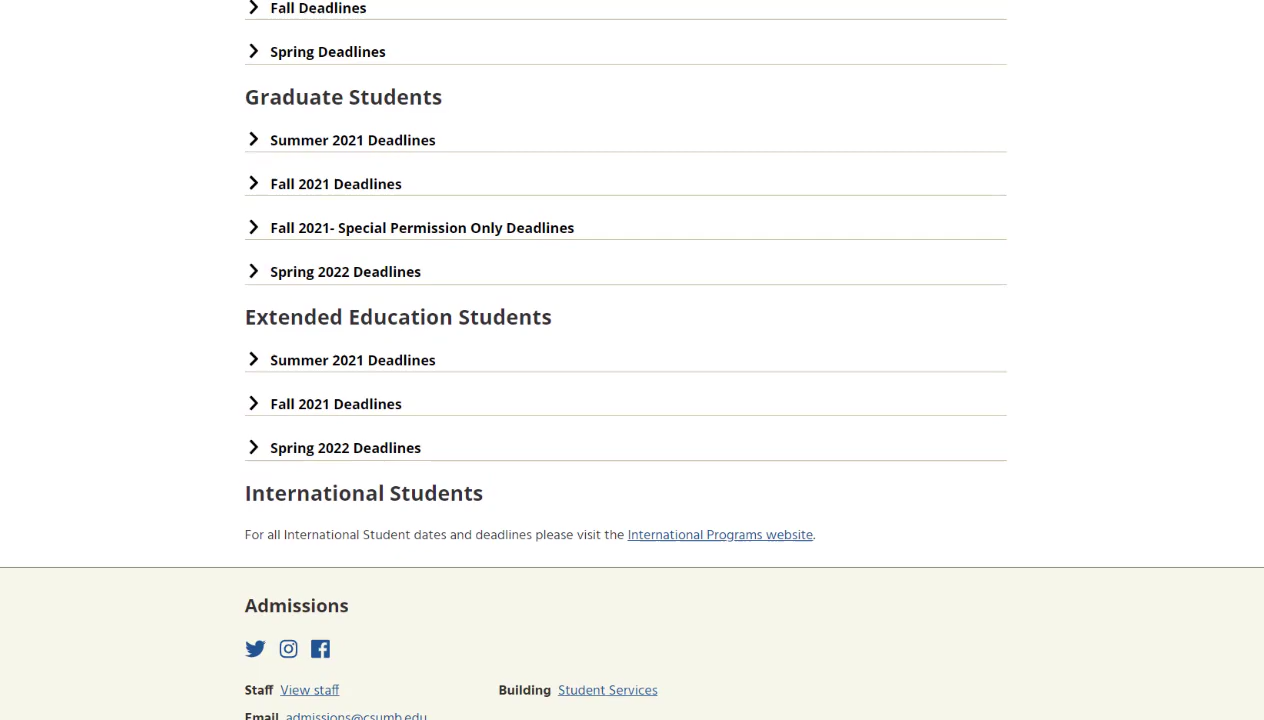 Fall Deadlines
Spring Deadlines
Graduate Students
Summer 2021 Deadlines
Fall 2021 Deadlines
Fall 2021- Special Permission Only Deadlines
Spring 2022 Deadlines
Extended Education Students
Summer 2021 Deadlines
Fall 2021 Deadlines
Spring 2022 Deadlines
International Students
For all International Student dates and deadlines please visit the International Programs website.
Admissions
Staff View staff Building Student Services
Email admissions@csumb.edu